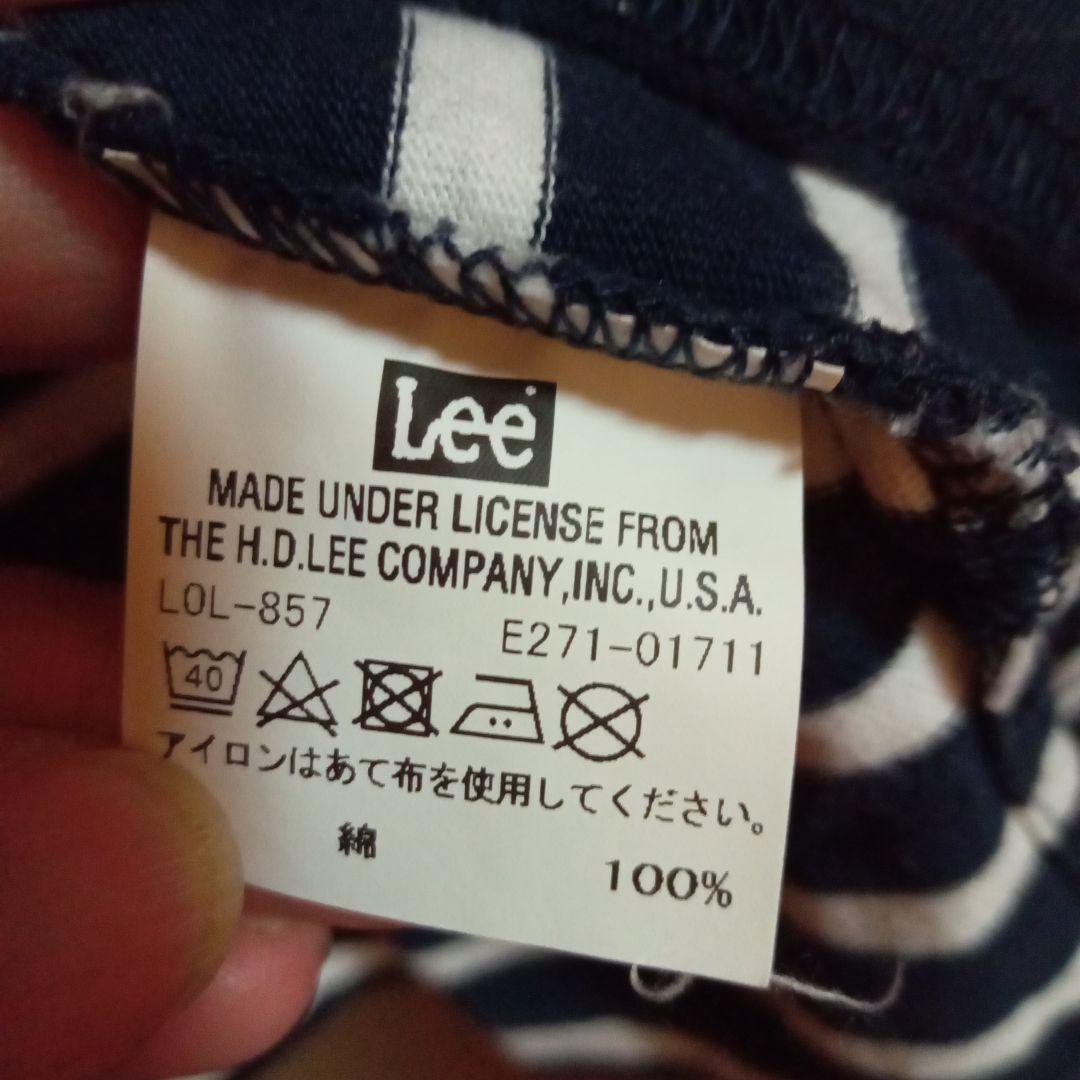 Lee
MADE UNDER LICENSE FROM
THE H.D.LEE COMPANY,INC.,U.S.A.
LOL-857
E271-01711
40
アイロンはあて布を使用してください。
綿 100%